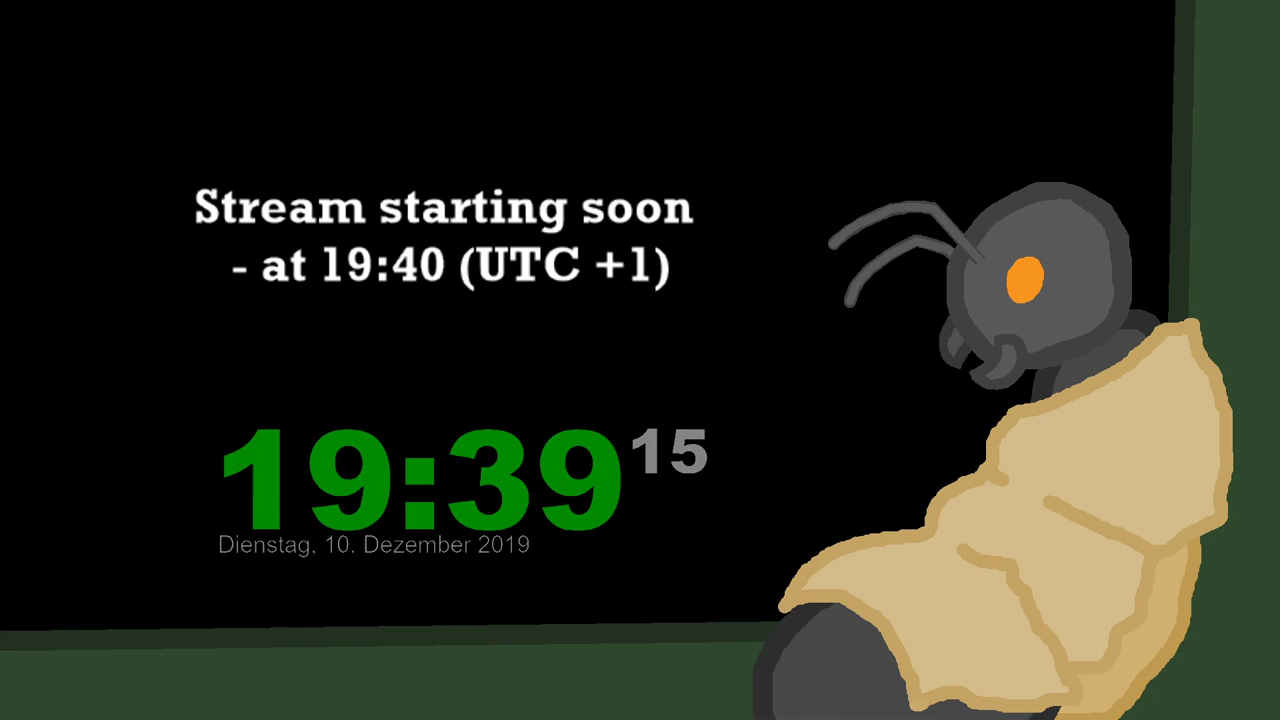 Stream starting soon
- at 19:40 (UTC +1)
19:39 15
Dienstag, 10. Dezember 2019